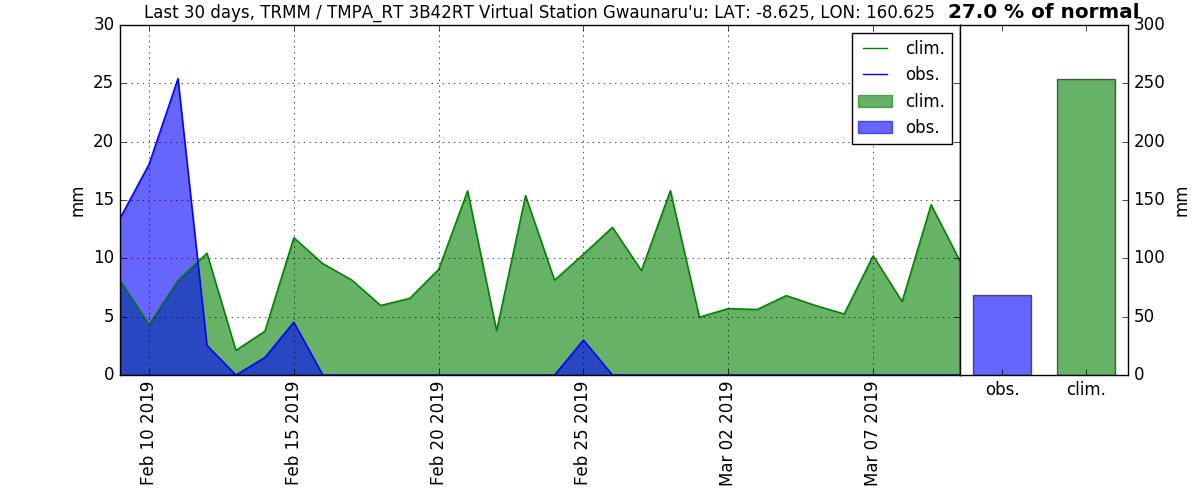 Last 30 days, TRMM / TMPA_RT 3B42RT Virtual Station Gwaunaru'u: LAT: -8.625, LON: 160.625 27.0 % of normal
30
25
20
15
10
5
0
mm
clim.
obs.
clim.
obs.
Feb 10 2019
Feb 15 2019
Feb 20 2019
Feb 25 2019
Mar 02 2019
Mar 07 2019
300
250
200
150
100
50
0
mm
obs. clim.